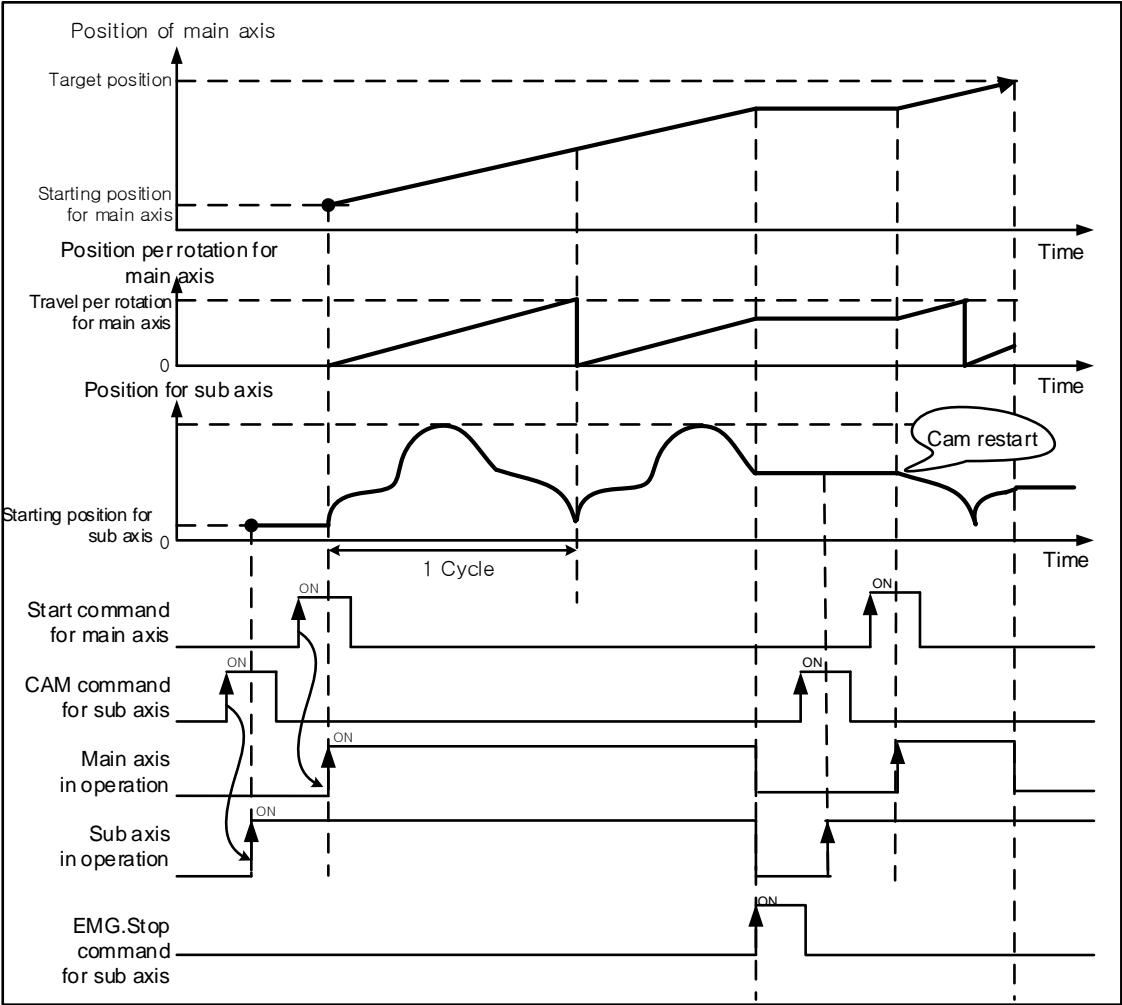 Position of main axis
Target position
Starting position
for main axis
Time
Position per rotation for
main axis
Travel per rotation
for main axis
0
Time
Position for sub axis
Cam restart
Starting position for
sub axis
0
Time
1 Cycle
ON
ON
Start command
for main axis
ON
ON
CAM command
for sub axis
ON
Main axis
in operation
ON
Sub axis
in operation
ON
EMG.Stop
command
for sub axis